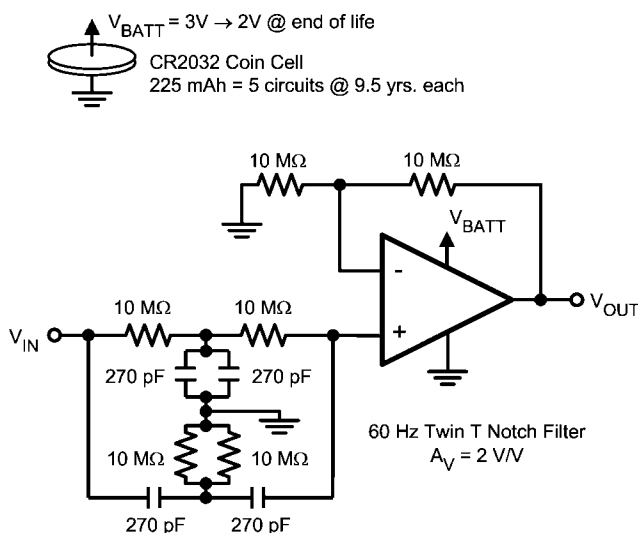 V_BATT = 3V → 2V @ end of life
CR2032 Coin Cell
225 mAh = 5 circuits @ 9.5 yrs. each
10 MΩ
10 MΩ
V_BATT
-
+
V_OUT
10 MΩ
10 MΩ
V_IN
270 pF
270 pF
10 MΩ
10 MΩ
270 pF
270 pF
60 Hz Twin T Notch Filter
A_V = 2 V/V